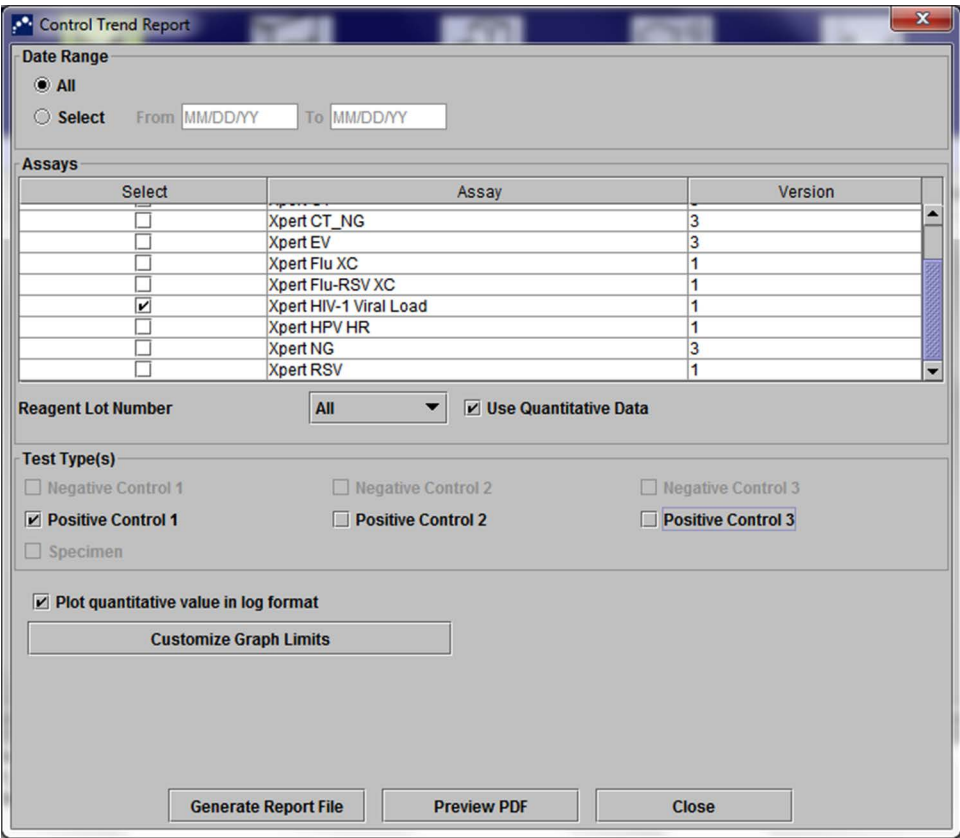 Control Trend Report
Date Range
All
Select From MM/DD/YY To MM/DD/YY
Assays
Select Assay Version
Xpert CT_NG 3
Xpert EV 3
Xpert Flu XC 1
Xpert Flu-RSV XC 1
Xpert HIV-1 Viral Load 1
Xpert HPV HR 1
Xpert NG 3
Xpert RSV 1
Reagent Lot Number All Use Quantitative Data
Test Type(s)
Negative Control 1 Negative Control 2 Negative Control 3
Positive Control 1 Positive Control 2 Positive Control 3
Specimen
Plot quantitative value in log format
Customize Graph Limits
Generate Report File Preview PDF Close